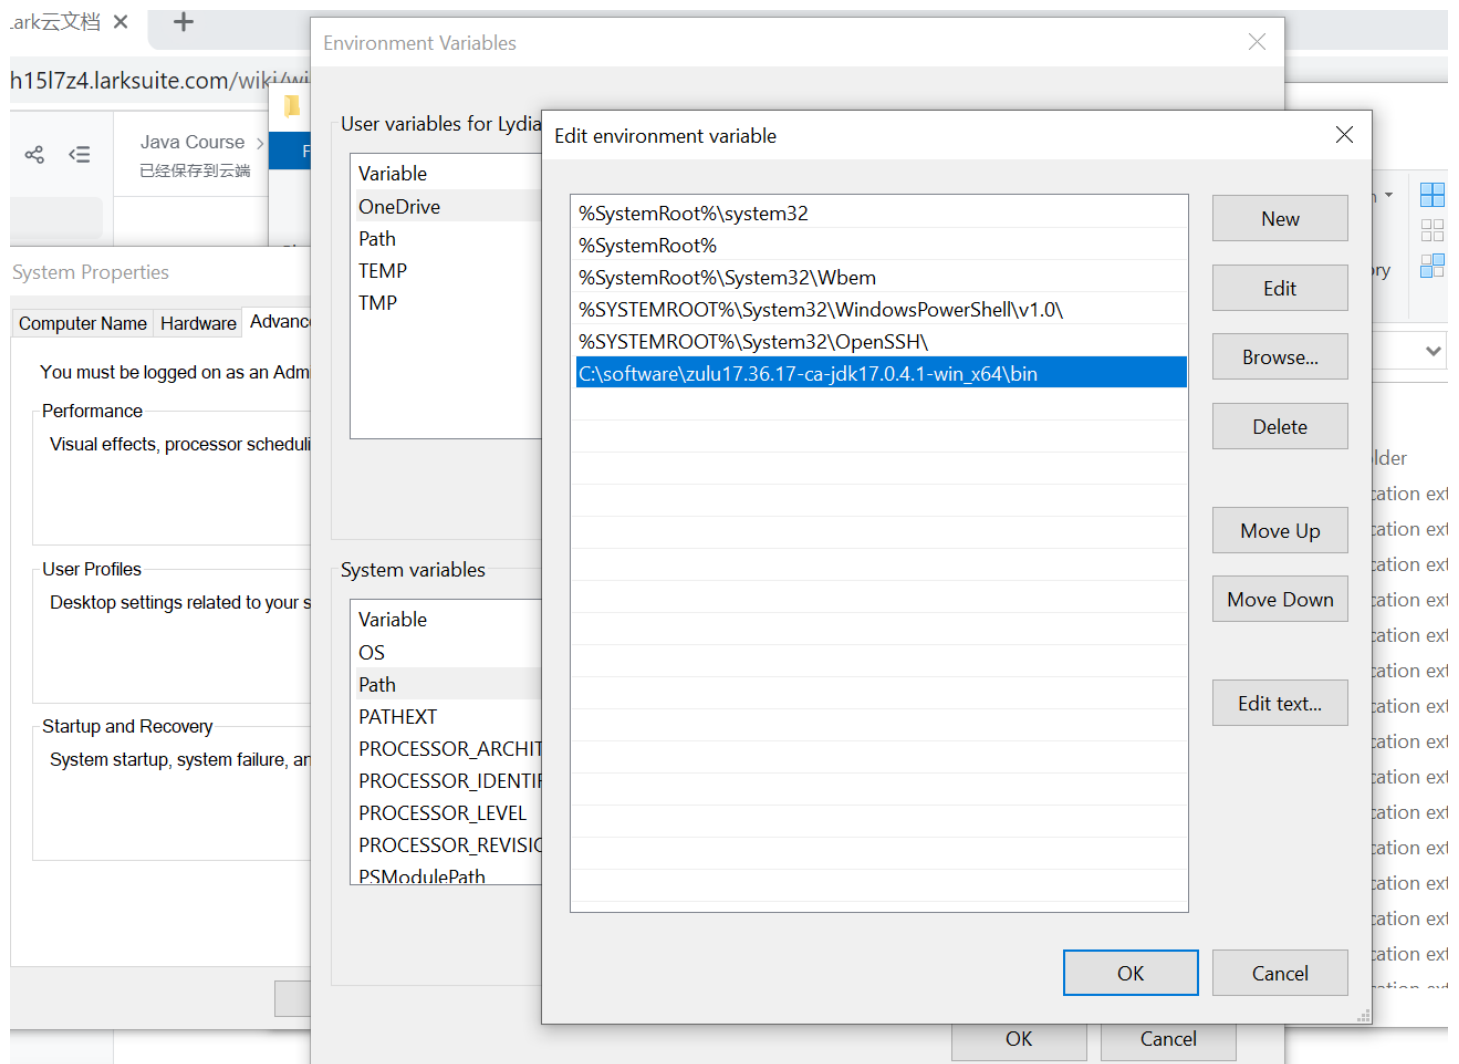 Lark云文档
h15l7z4.larksuite.com/wiki/wi
Java Course
已经保存到云端
System Properties
Computer Name
Hardware
Advanc
You must be logged on as an Adm
Performance
Visual effects, processor scheduli
User Profiles
Desktop settings related to your s
Startup and Recovery
System startup, system failure, an
Environment Variables
User variables for Lydia
Variable
OneDrive
Path
TEMP
TMP
System variables
Variable
OS
Path
PATHEXT
PROCESSOR_ARCHIT
PROCESSOR_IDENTIF
PROCESSOR_LEVEL
PROCESSOR_REVISIO
PSModulePath
OK
Cancel
Edit environment variable
%SystemRoot%\system32
%SystemRoot%
%SystemRoot%\System32\Wbem
%SYSTEMROOT%\System32\WindowsPowerShell\v1.0\
%SYSTEMROOT%\System32\OpenSSH\
C:\software\zulu17.36.17-ca-jdk17.0.4.1-win_x64\bin
New
Edit
Browse...
Delete
Move Up
Move Down
Edit text...
OK
Cancel
ory
lder
cation ext
cation ext
cation ext
cation ext
cation ext
cation ext
cation ext
cation ext
cation ext
cation ext
cation ext
cation ext
cation ext
cation ext